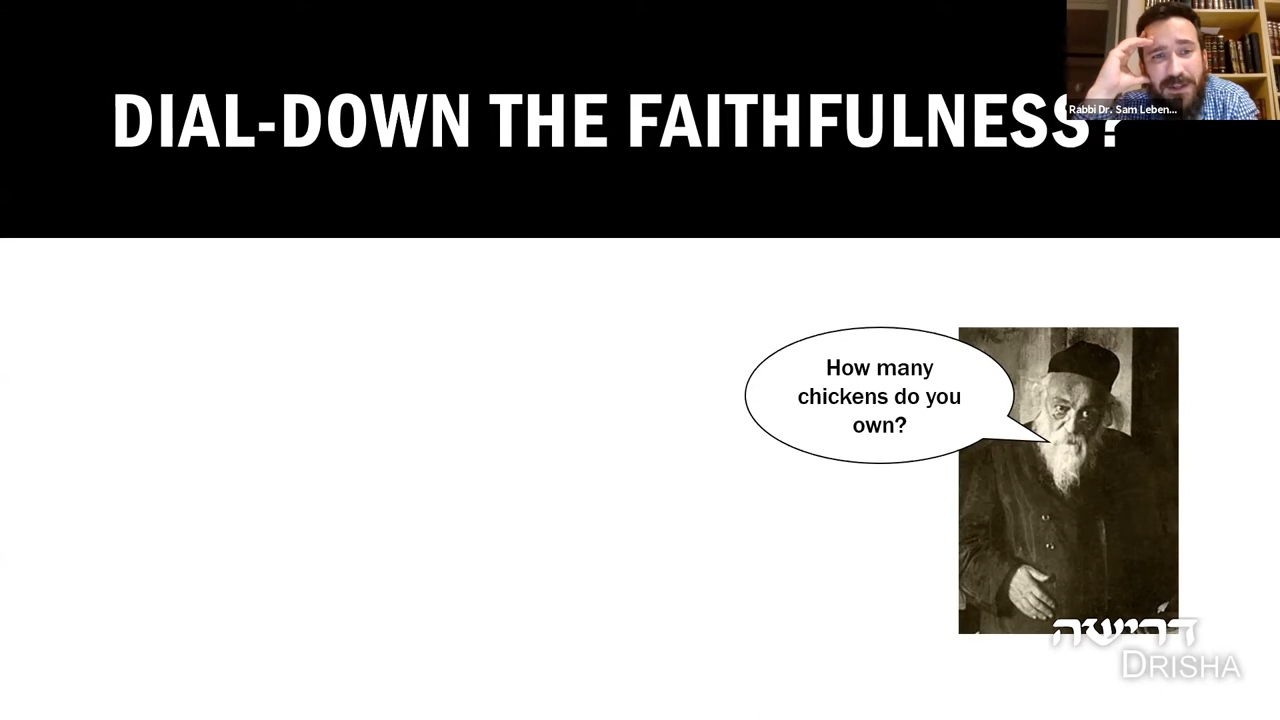 DIAL-DOWN THE FAITHFULNESS?
Rabbi Dr. Sam Leben...
How many
chickens do you
own?
דרישה
DRISHA